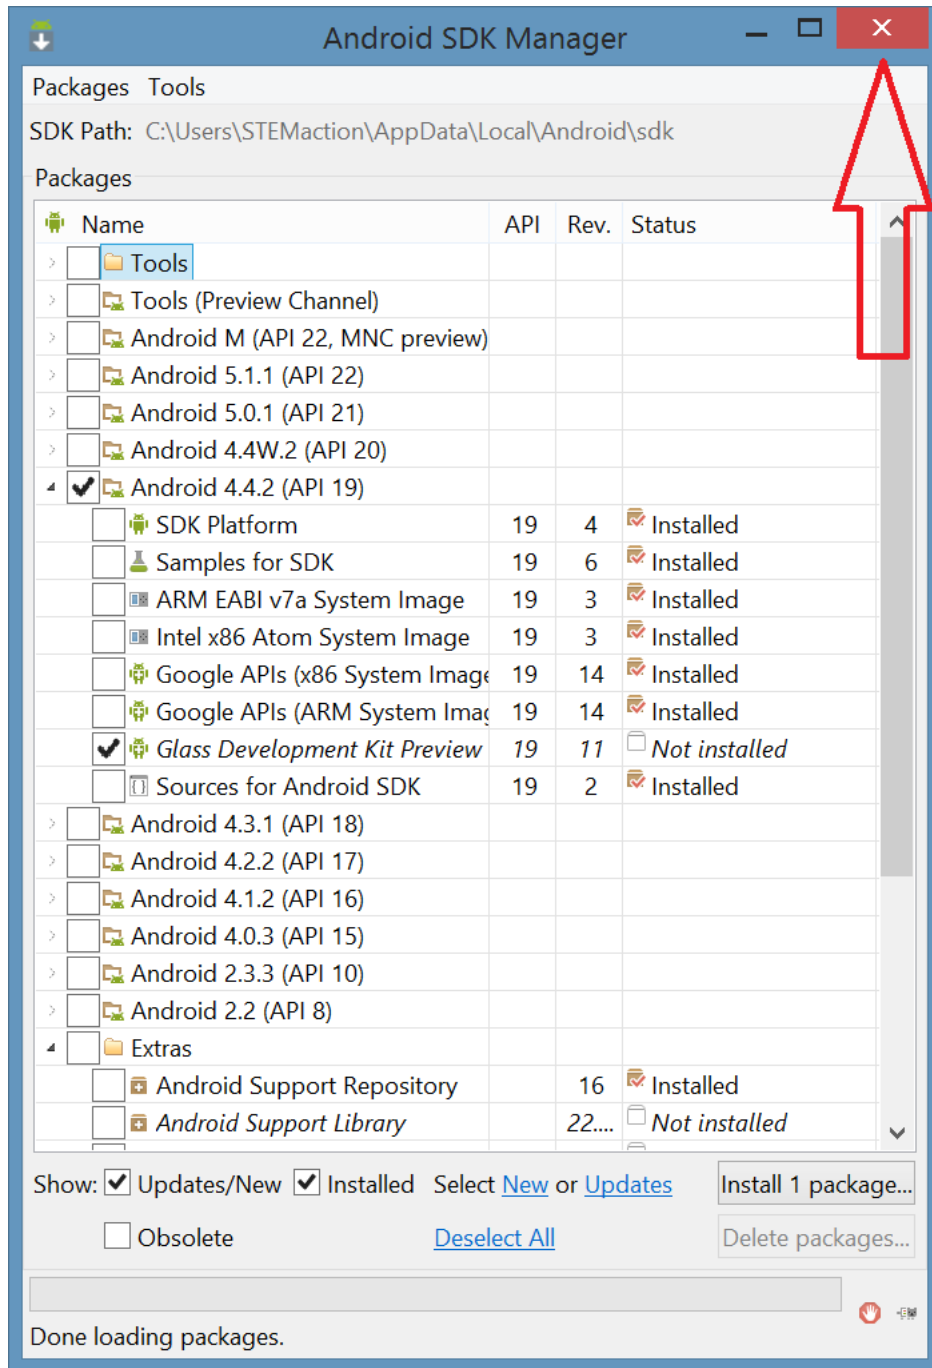 Android SDK Manager
Packages Tools
SDK Path: C:\Users\STEMaction\AppData\Local\Android\sdk
Packages
Name API Rev. Status
Tools
Tools (Preview Channel)
Android M (API 22, MNC preview)
Android 5.1.1 (API 22)
Android 5.0.1 (API 21)
Android 4.4W.2 (API 20)
Android 4.4.2 (API 19)
SDK Platform 19 4 Installed
Samples for SDK 19 6 Installed
ARM EABI v7a System Image 19 3 Installed
Intel x86 Atom System Image 19 3 Installed
Google APIs (x86 System Image 19 14 Installed
Google APIs (ARM System Imag 19 14 Installed
Glass Development Kit Preview 19 11 Not installed
Sources for Android SDK 19 2 Installed
Android 4.3.1 (API 18)
Android 4.2.2 (API 17)
Android 4.1.2 (API 16)
Android 4.0.3 (API 15)
Android 2.3.3 (API 10)
Android 2.2 (API 8)
Extras
Android Support Repository 16 Installed
Android Support Library 22.... Not installed
Show: Updates/New Installed Select New or Updates Install 1 package...
Obsolete Deselect All Delete packages...
Done loading packages.